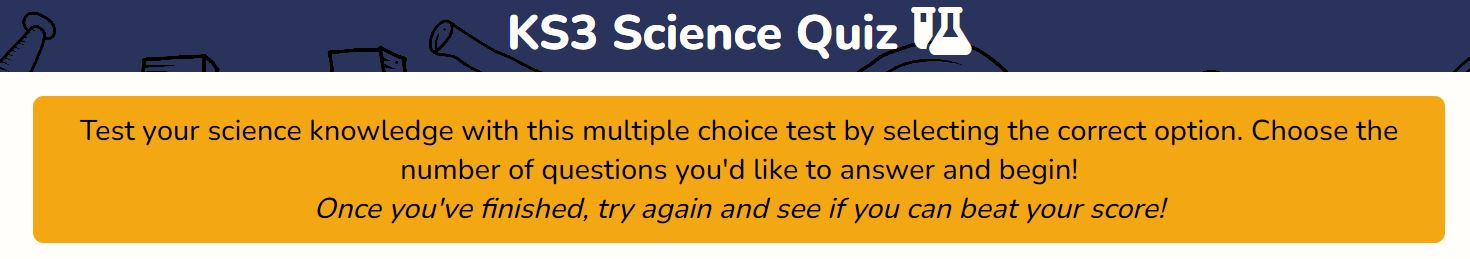 KS3 Science Quiz
Test your science knowledge with this multiple choice test by selecting the correct option. Choose the
number of questions you'd like to answer and begin!
Once you've finished, try again and see if you can beat your score!